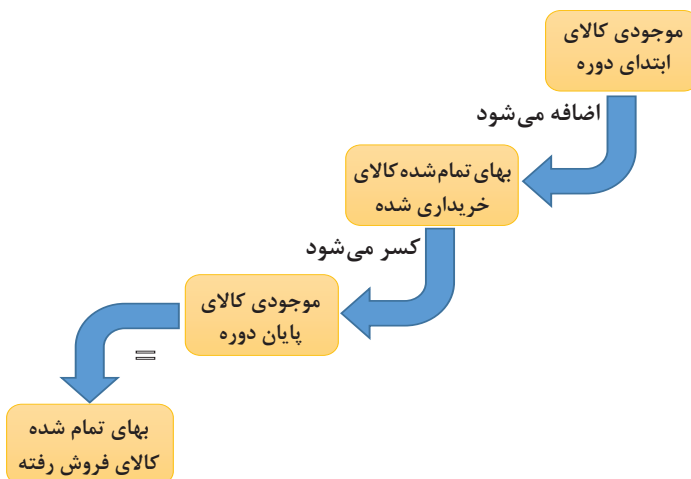 موجودی کالای
ابتدای دوره
اضافه می‌شود
بهای تمام‌شده کالای
خریداری شده
کسر می‌شود
موجودی کالای
پایان دوره
=
بهای تمام شده
کالای فروش رفته